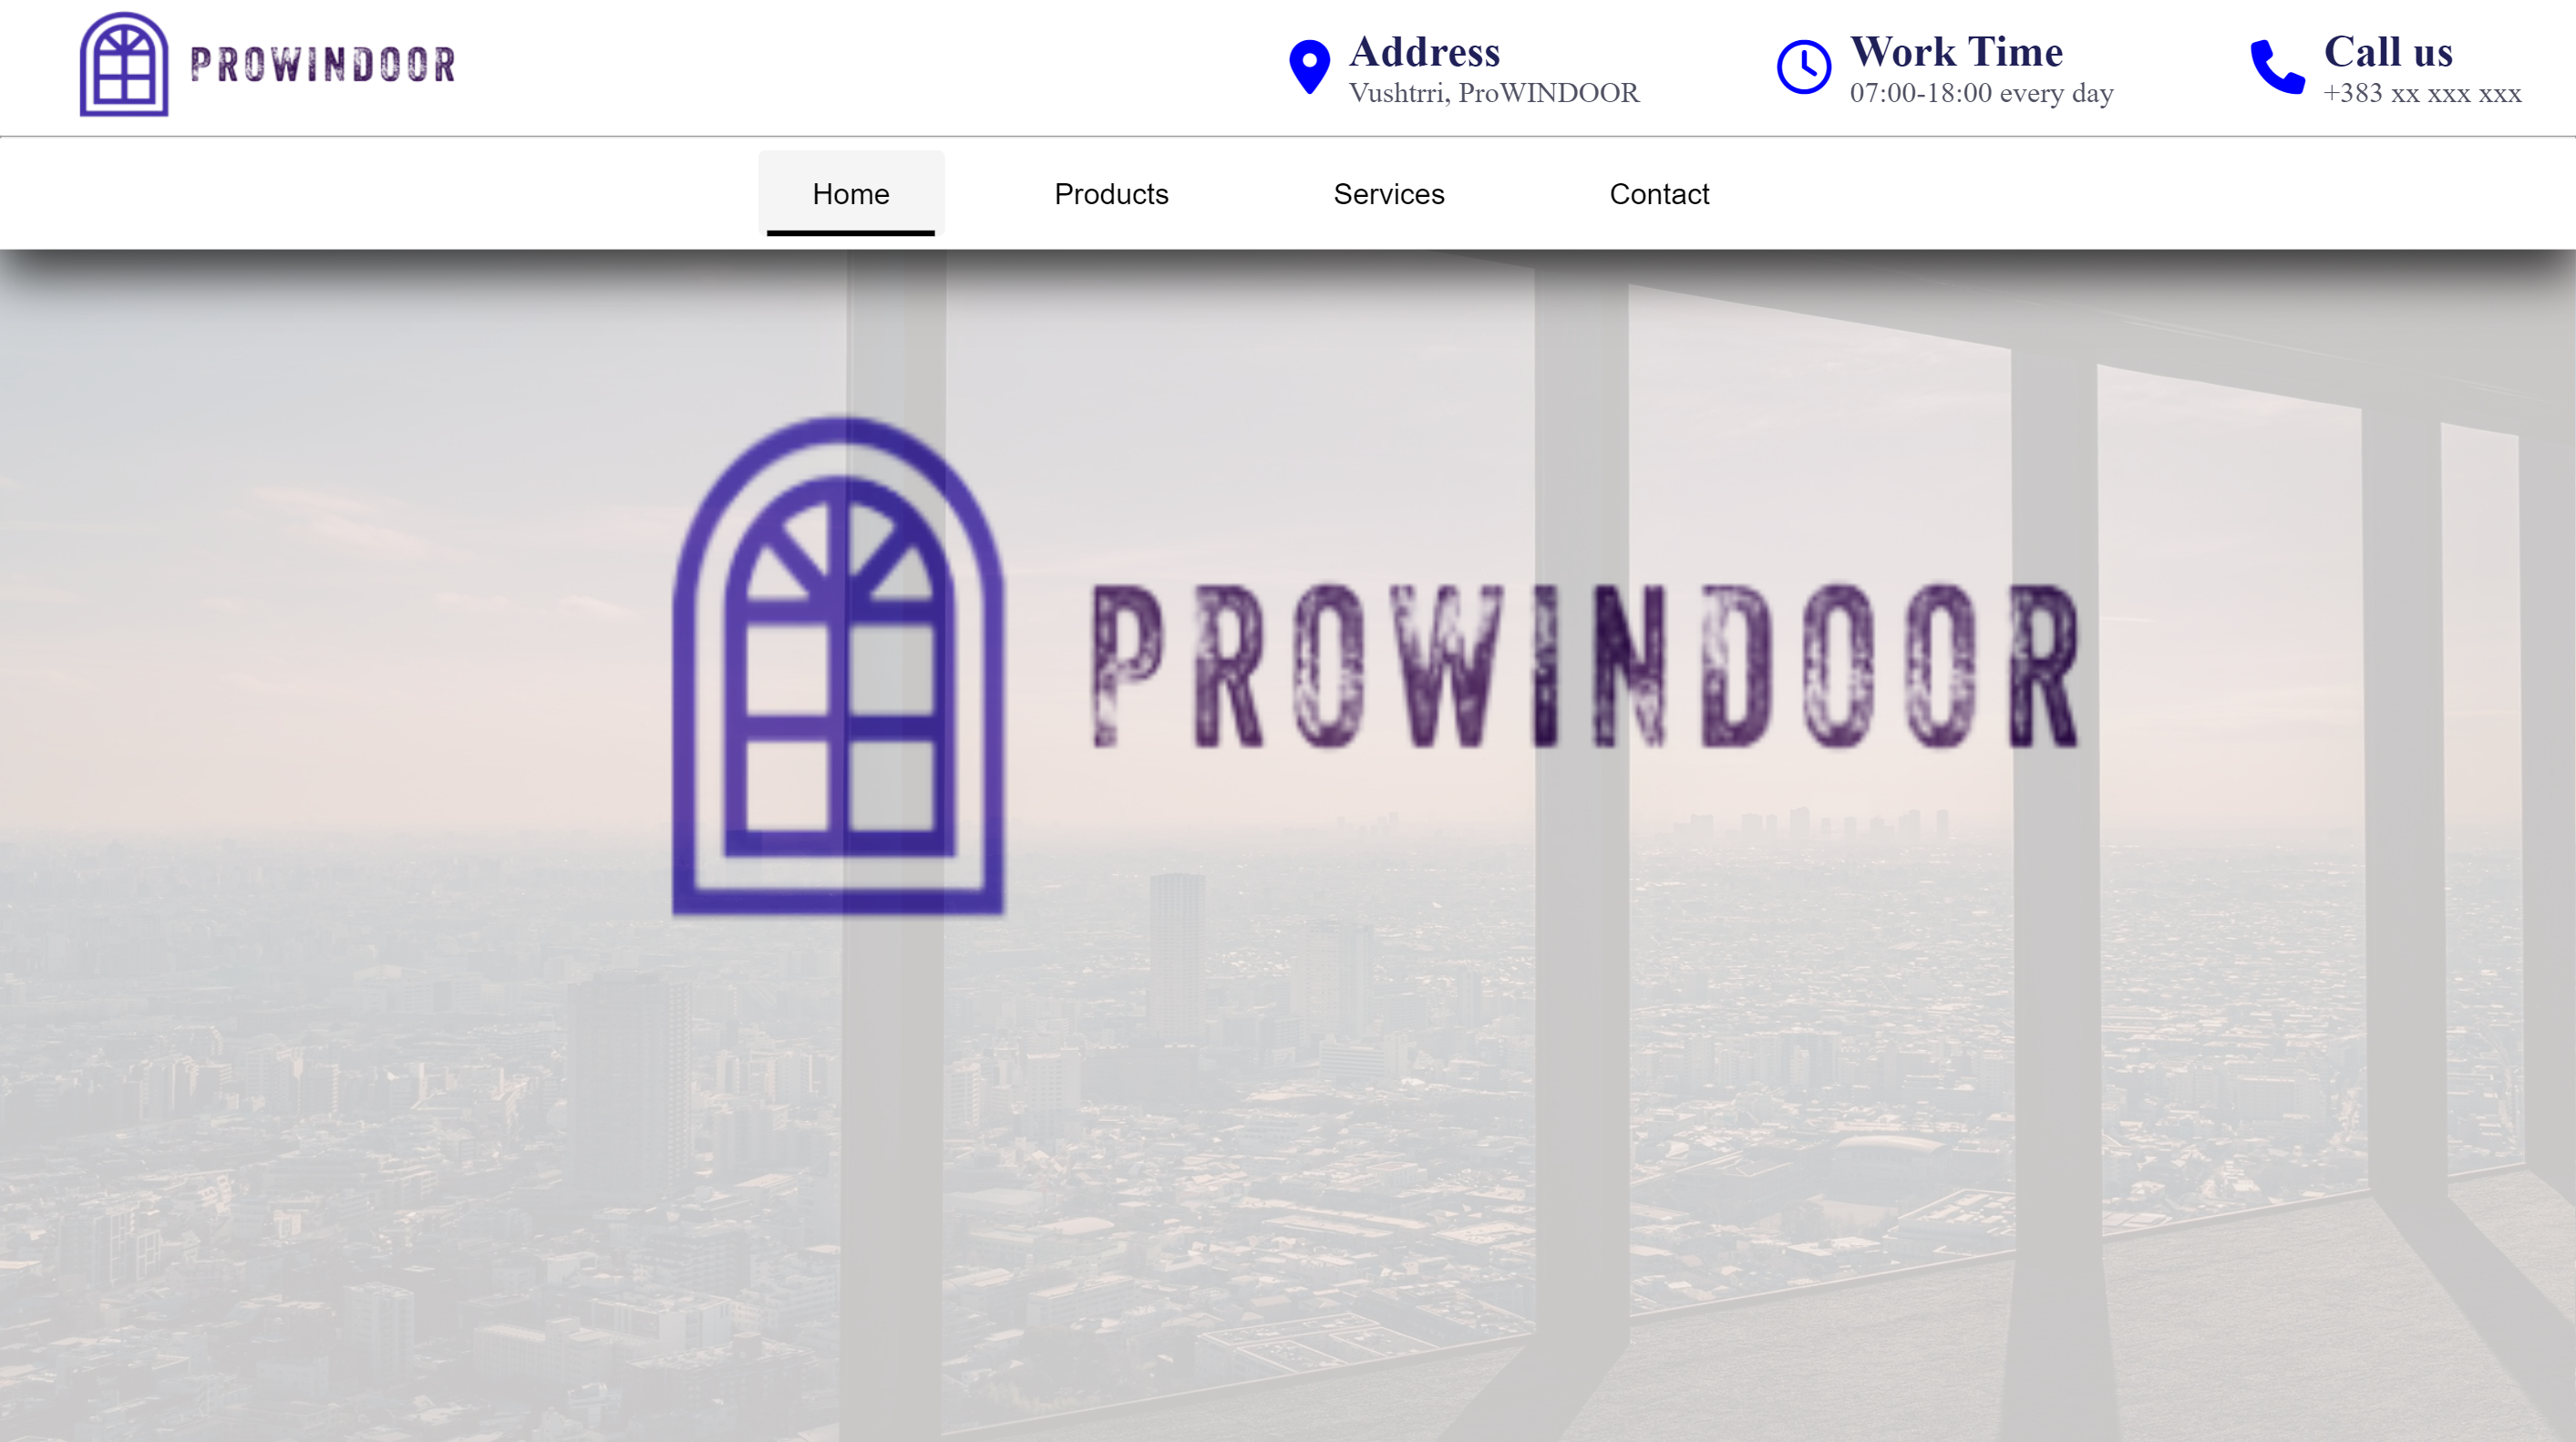 PROWINDOOR
Address
Vushtrri, ProWINDOOR
Work Time
07:00-18:00 every day
Call us
+383 xx xxx xxx
Home
Products
Services
Contact
PROWINDOOR